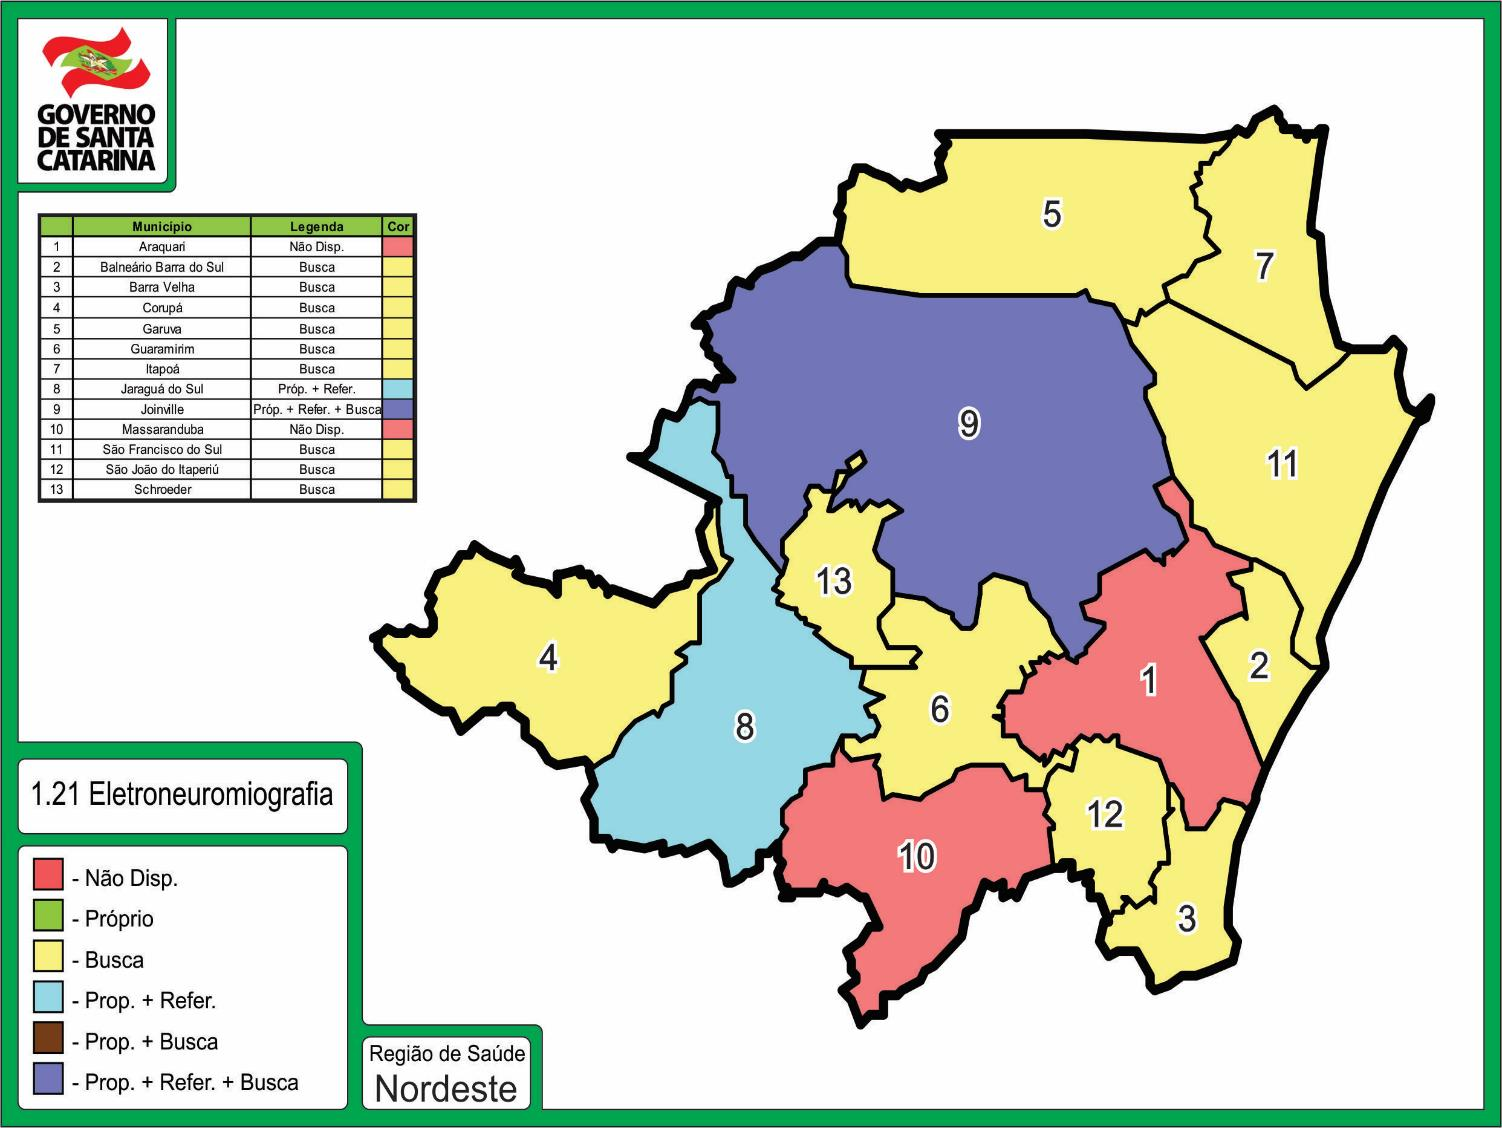 GOVERNO
DE SANTA
CATARINA
Município Legenda Cor
1 Araquari Não Disp.
2 Balneário Barra do Sul Busca
3 Barra Velha Busca
4 Corupá Busca
5 Garuva Busca
6 Guaramirim Busca
7 Itapoá Busca
8 Jaraguá do Sul Próp. + Refer.
9 Joinville Próp. + Refer. + Busca
10 Massaranduba Não Disp.
11 São Francisco do Sul Busca
12 São João do Itaperiú Busca
13 Schroeder Busca
5
7
9
11
13
4
2
1
6
8
12
10
3
1.21 Eletroneuromiografia
- Não Disp.
- Próprio
- Busca
- Prop. + Refer.
- Prop. + Busca
- Prop. + Refer. + Busca
Região de Saúde
Nordeste